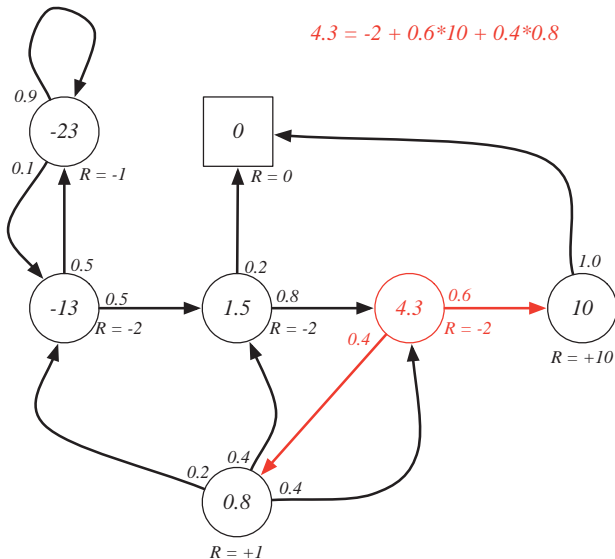 4.3 = -2 + 0.6*10 + 0.4*0.8
0.9
-23
0
0.1
R = -1
R = 0
0.5
0.2
1.0
-13
0.5
1.5
0.8
4.3
0.6
10
R = -2
R = -2
0.4
R = -2
R = +10
0.2
0.4
0.8
0.4
R = +1